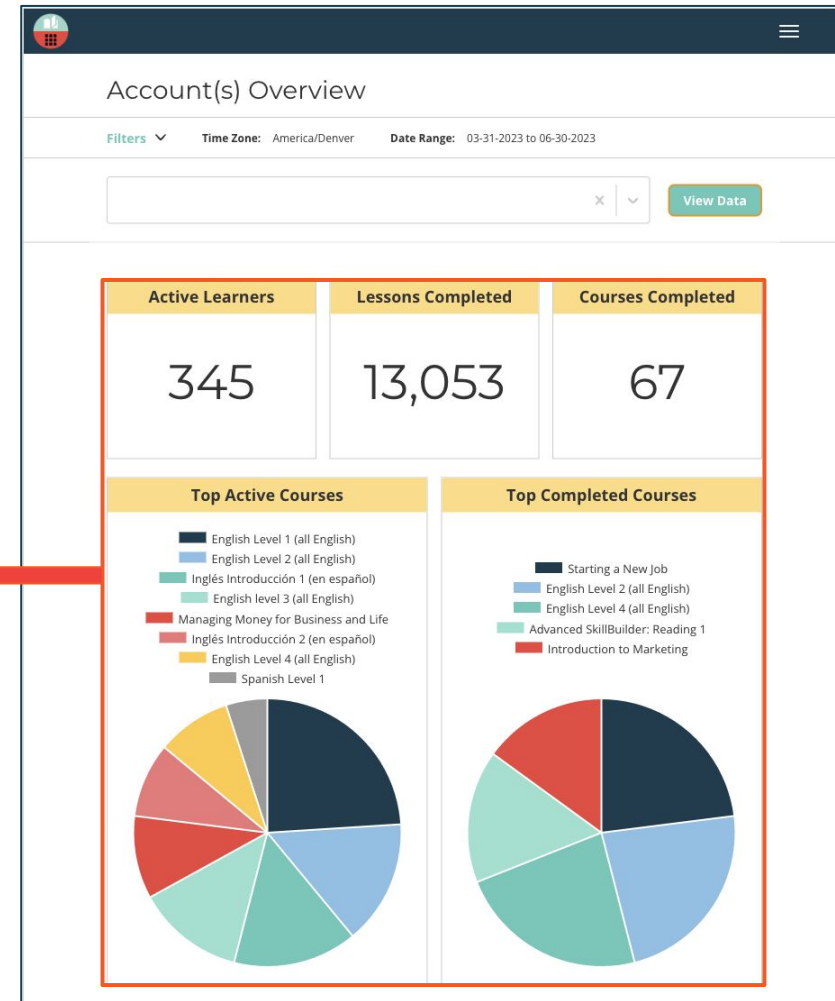 Account(s) Overview
Filters Time Zone: America/Denver Date Range: 03-31-2023 to 06-30-2023
View Data
Active Learners Lessons Completed Courses Completed
345 13,053 67
Top Active Courses
English Level 1 (all English)
English Level 2 (all English)
Inglés Introducción 1 (en español)
English level 3 (all English)
Managing Money for Business and Life
Inglés Introducción 2 (en español)
English Level 4 (all English)
Spanish Level 1
Top Completed Courses
Starting a New Job
English Level 2 (all English)
English Level 4 (all English)
Advanced SkillBuilder: Reading 1
Introduction to Marketing